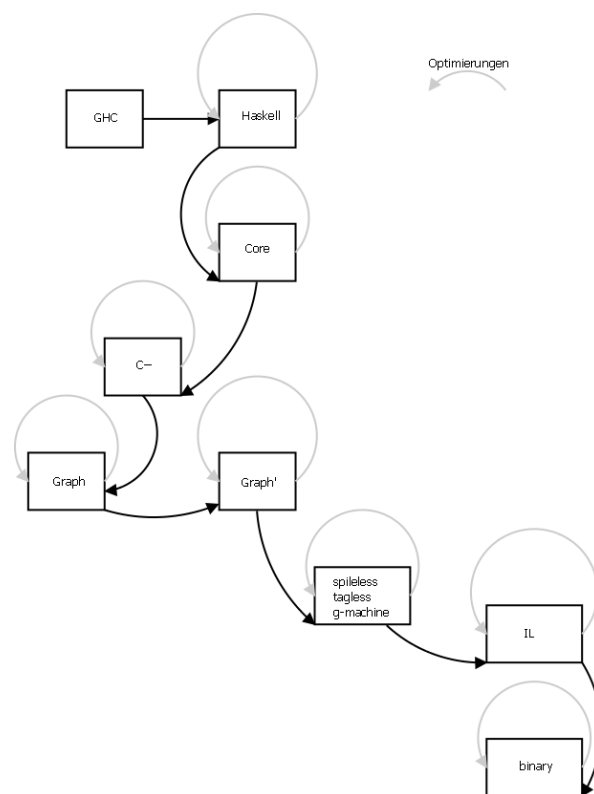 Optimierungen
GHC
Haskell
Core
C—
Graph
Graph'
spileless
tagless
g-machine
IL
binary